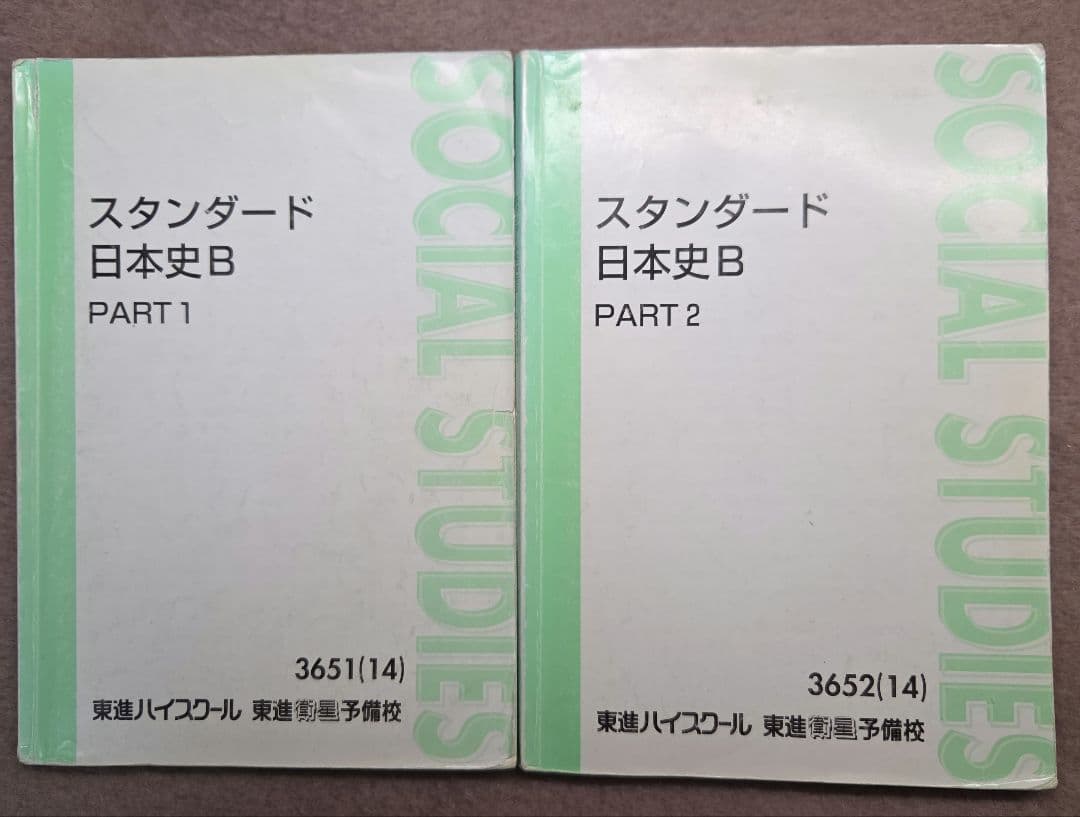 スタンダード
日本史B
PART 1
3651(14)
東進ハイスクール 東進衛星予備校
SOCIAL STUDIES
スタンダード
日本史B
PART 2
3652(14)
東進ハイスクール 東進衛星予備校
SOCIAL STUDIES